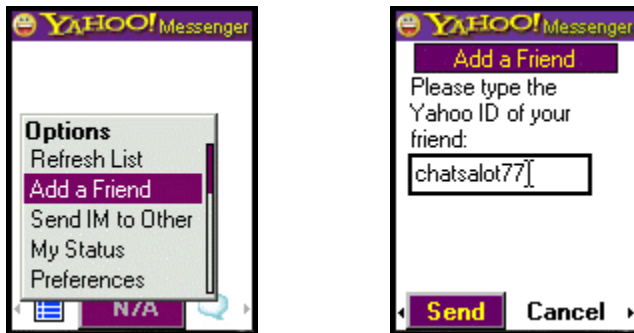 YAHOO! Messenger
Options
Refresh List
Add a Friend
Send IM to Other
My Status
Preferences
N/A
YAHOO! Messenger
Add a Friend
Please type the
Yahoo ID of your
friend:
chatsalot77
Send Cancel